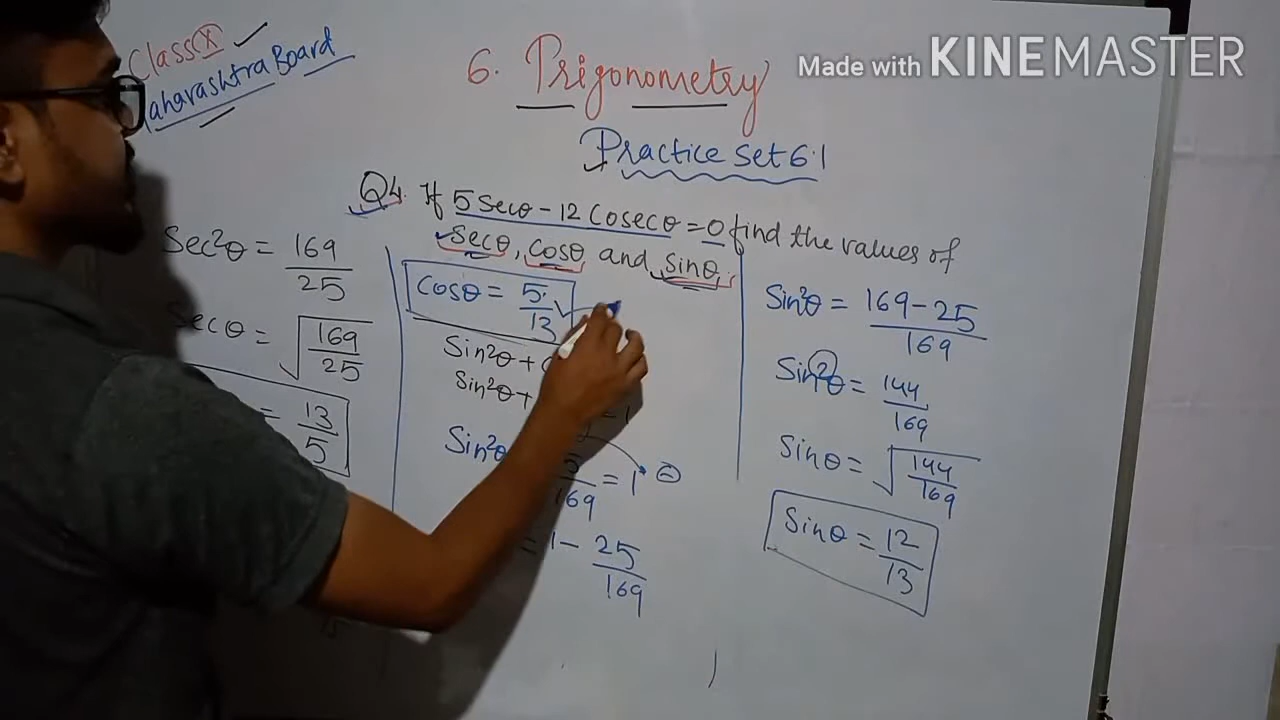 Class X ✓
Maharashtra Board
Made with KINEMASTER
6. Trigonometry
Practice set 6.1
Q4. If 5 Secθ - 12 Cosecθ = 0 find the values of
Secθ, Cosθ and Sinθ.
Sec²θ = 169/25
Secθ = √169/25
= 13/5
Cosθ = 5/13
Sin²θ +
Sin²θ +
= 1
Sin²θ
/169 = 1
= 1 - 25/169
Sin²θ = 169-25/169
Sin²θ = 144/169
Sinθ = √144/169
Sinθ = 12/13